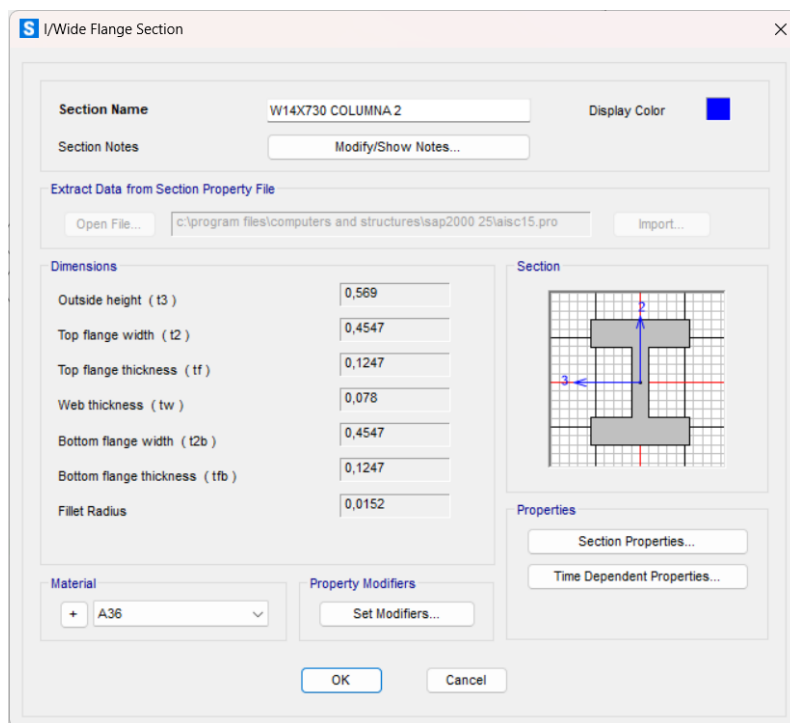 S I/Wide Flange Section
Section Name W14X730 COLUMNA 2 Display Color
Section Notes Modify/Show Notes...
Extract Data from Section Property File
Open File... c:\program files\computers and structures\sap2000 25\aisc15.pro Import...
Dimensions
Outside height ( t3 ) 0,569
Top flange width ( t2 ) 0,4547
Top flange thickness ( tf ) 0,1247
Web thickness ( tw ) 0,078
Bottom flange width ( t2b ) 0,4547
Bottom flange thickness ( tfb ) 0,1247
Fillet Radius 0,0152
Section
2
3
Properties
Section Properties...
Time Dependent Properties...
Material
+ A36
Property Modifiers
Set Modifiers...
OK Cancel